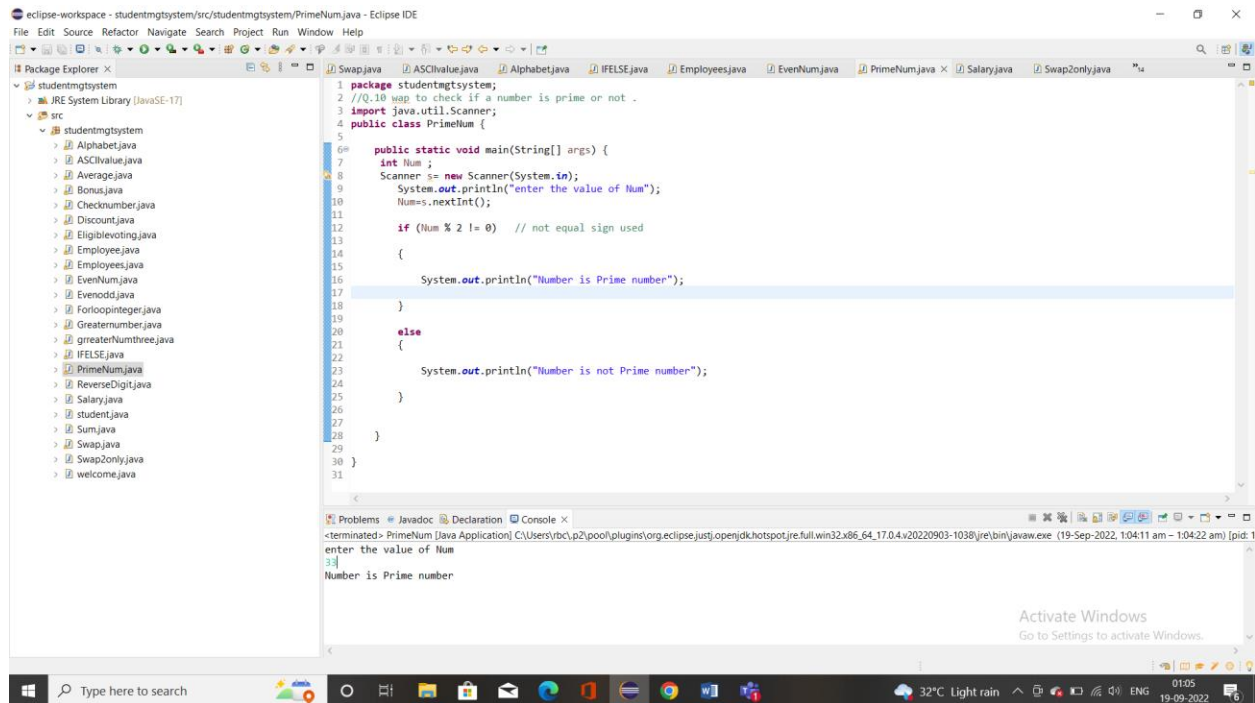 eclipse-workspace - studentmgtsystem/src/studentmgtsystem/PrimeNum.java - Eclipse IDE
File Edit Source Refactor Navigate Search Project Run Window Help
Package Explorer
Swap.java ASCIIvalue.java Alphabet.java IFELSE.java Employees.java EvenNum.java PrimeNum.java Salary.java Swap2only.java »14
studentmgtsystem
JRE System Library [JavaSE-17]
src
studentmgtsystem
Alphabet.java
ASCIIvalue.java
Average.java
Bonus.java
Checknumber.java
Discount.java
Eligiblevoting.java
Employee.java
Employees.java
EvenNum.java
Evenodd.java
Forloopinteger.java
Greaternumber.java
grreaterNumthree.java
IFELSE.java
PrimeNum.java
ReverseDigit.java
Salary.java
student.java
Sum.java
Swap.java
Swap2only.java
welcome.java
1 package studentmgtsystem;
2 //Q.10 wap to check if a number is prime or not .
3 import java.util.Scanner;
4 public class PrimeNum {
5
6 public static void main(String[] args) {
7 int Num ;
8 Scanner s= new Scanner(System.in);
9 System.out.println("enter the value of Num");
10 Num=s.nextInt();
11
12 if (Num % 2 != 0) // not equal sign used
13
14 {
15
16 System.out.println("Number is Prime number");
17
18 }
19
20 else
21 {
22
23 System.out.println("Number is not Prime number");
24
25 }
26
27
28 }
29
30 }
31
Problems Javadoc Declaration Console
<terminated> PrimeNum [Java Application] C:\Users\rbc\.p2\pool\plugins\org.eclipse.justj.openjdk.hotspot.jre.full.win32.x86_64_17.0.4.v20220903-1038\jre\bin\javaw.exe (19-Sep-2022, 1:04:11 am – 1:04:22 am) [pid: 1
enter the value of Num
33
Number is Prime number
Activate Windows
Go to Settings to activate Windows.
Type here to search
32°C Light rain
ENG
01:05
19-09-2022
6